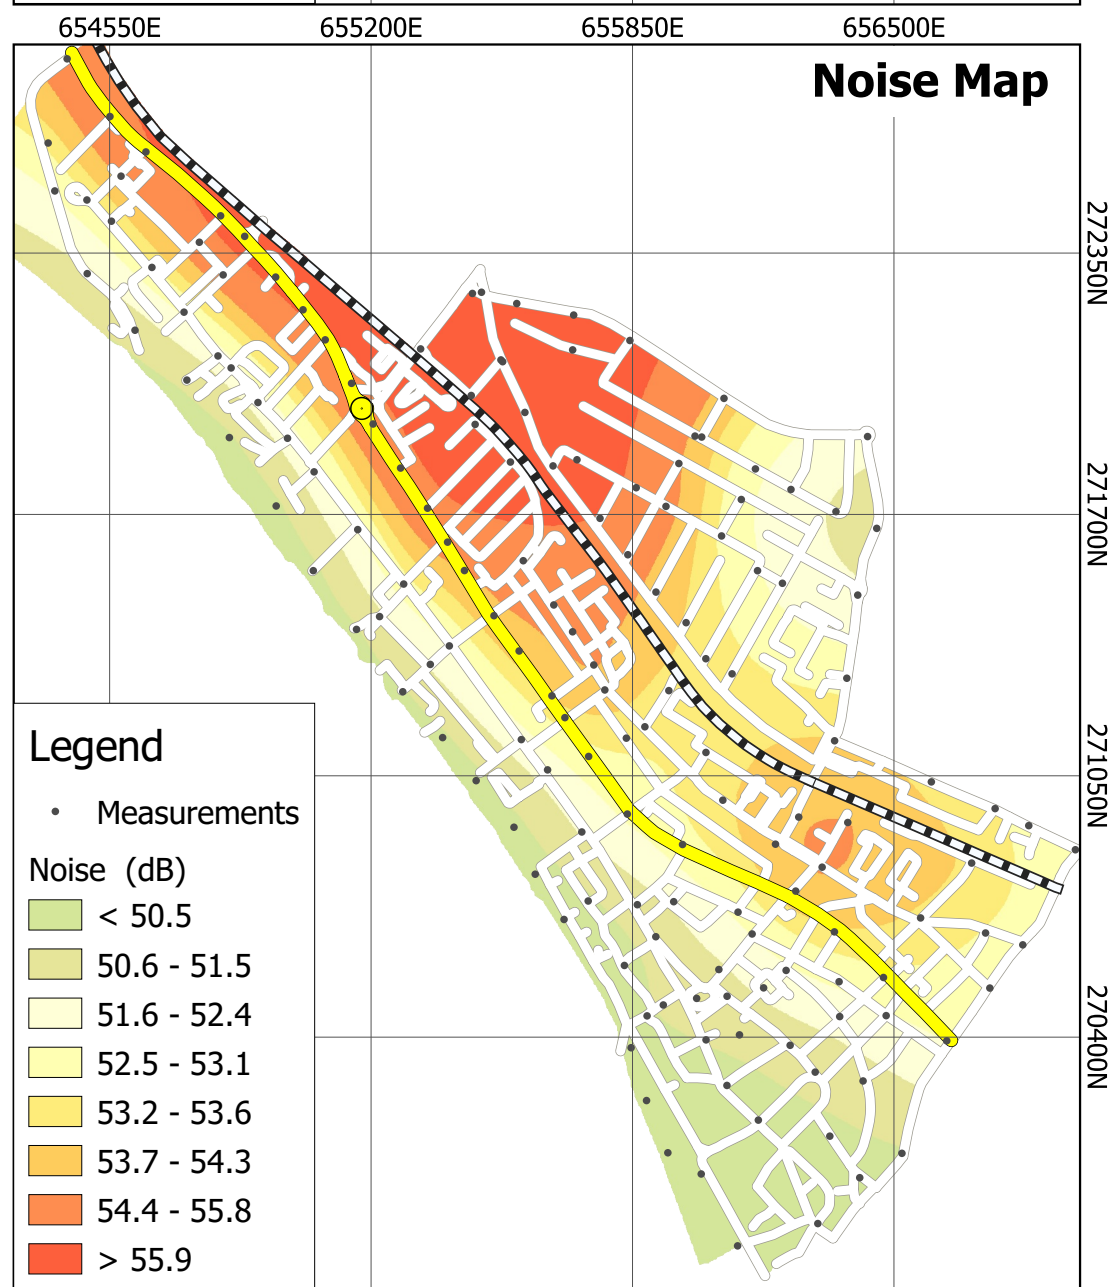 654550E 655200E 655850E 656500E
Noise Map
272350N
271700N
271050N
270400N
Legend
Measurements
Noise (dB)
< 50.5
50.6 - 51.5
51.6 - 52.4
52.5 - 53.1
53.2 - 53.6
53.7 - 54.3
54.4 - 55.8
> 55.9